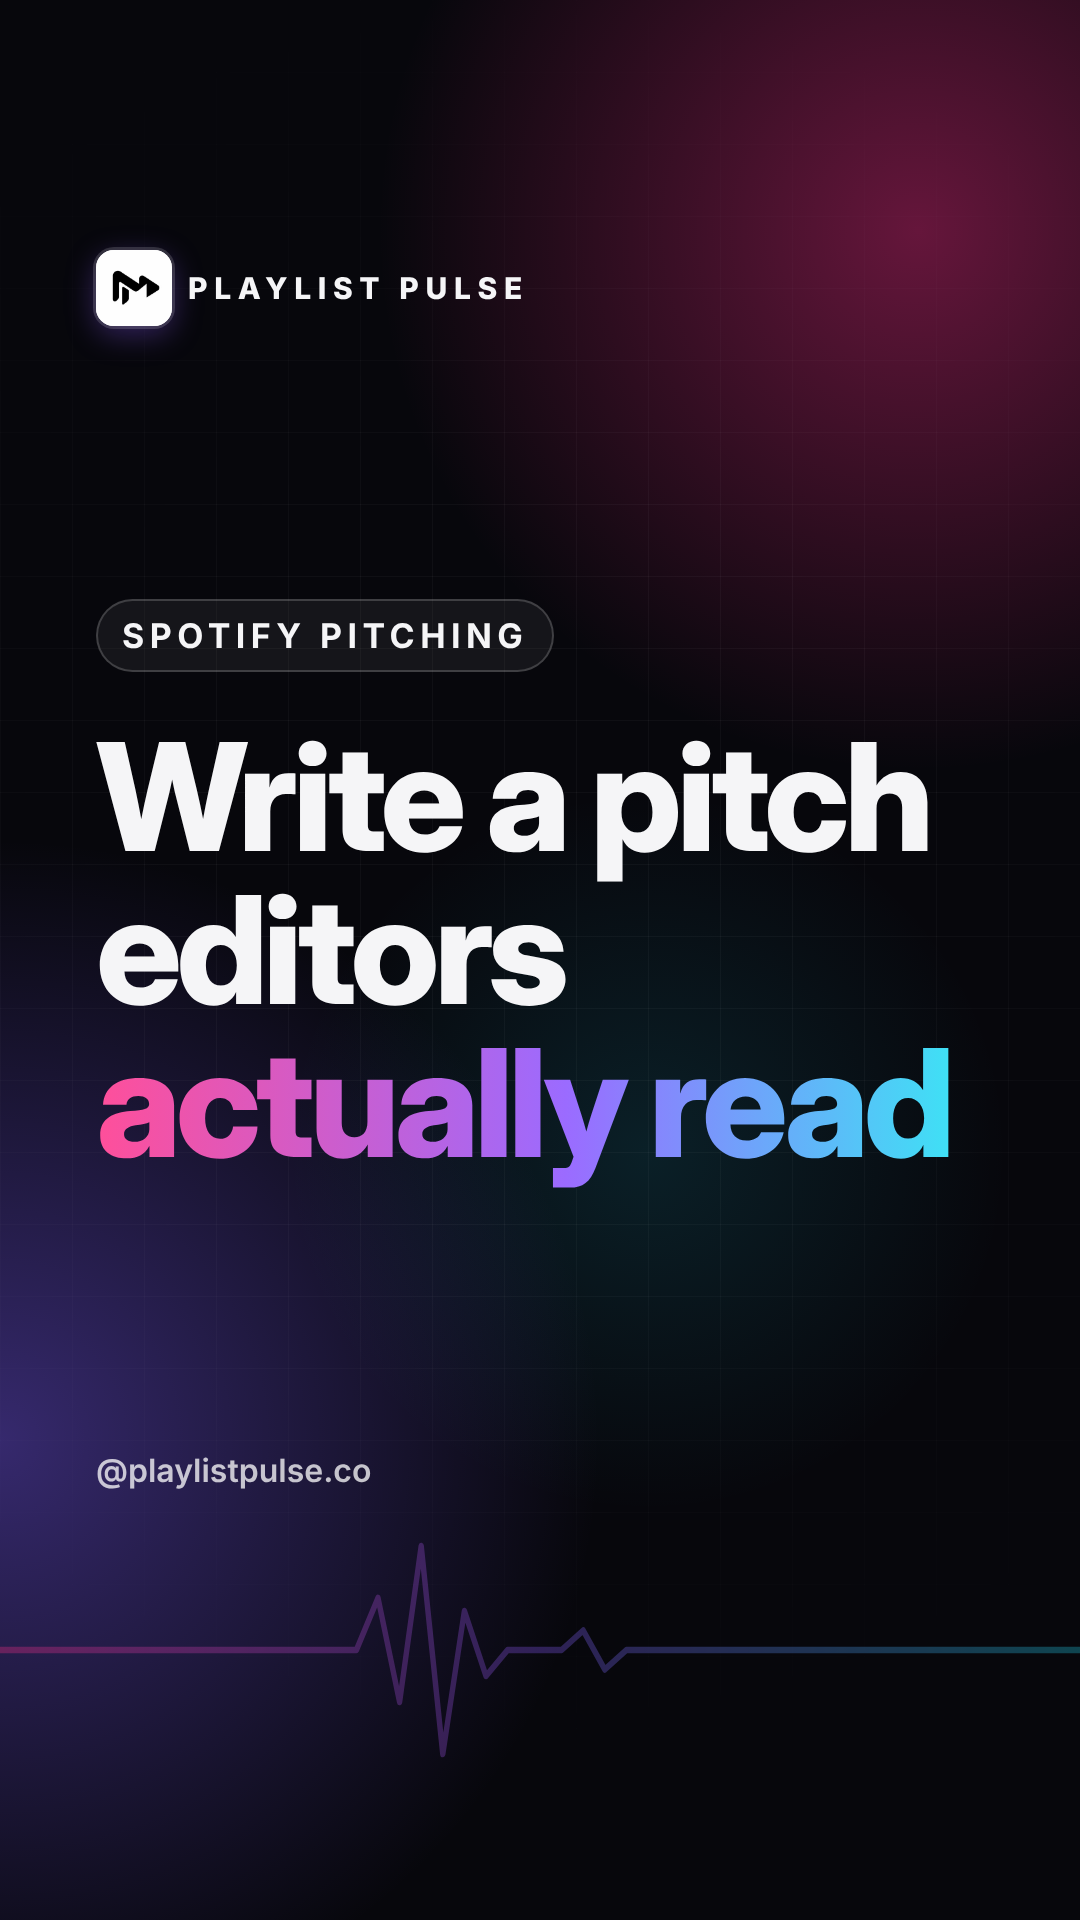 PLAYLIST PULSE
SPOTIFY PITCHING
Write a pitch
editors
actually read
@playlistpulse.co